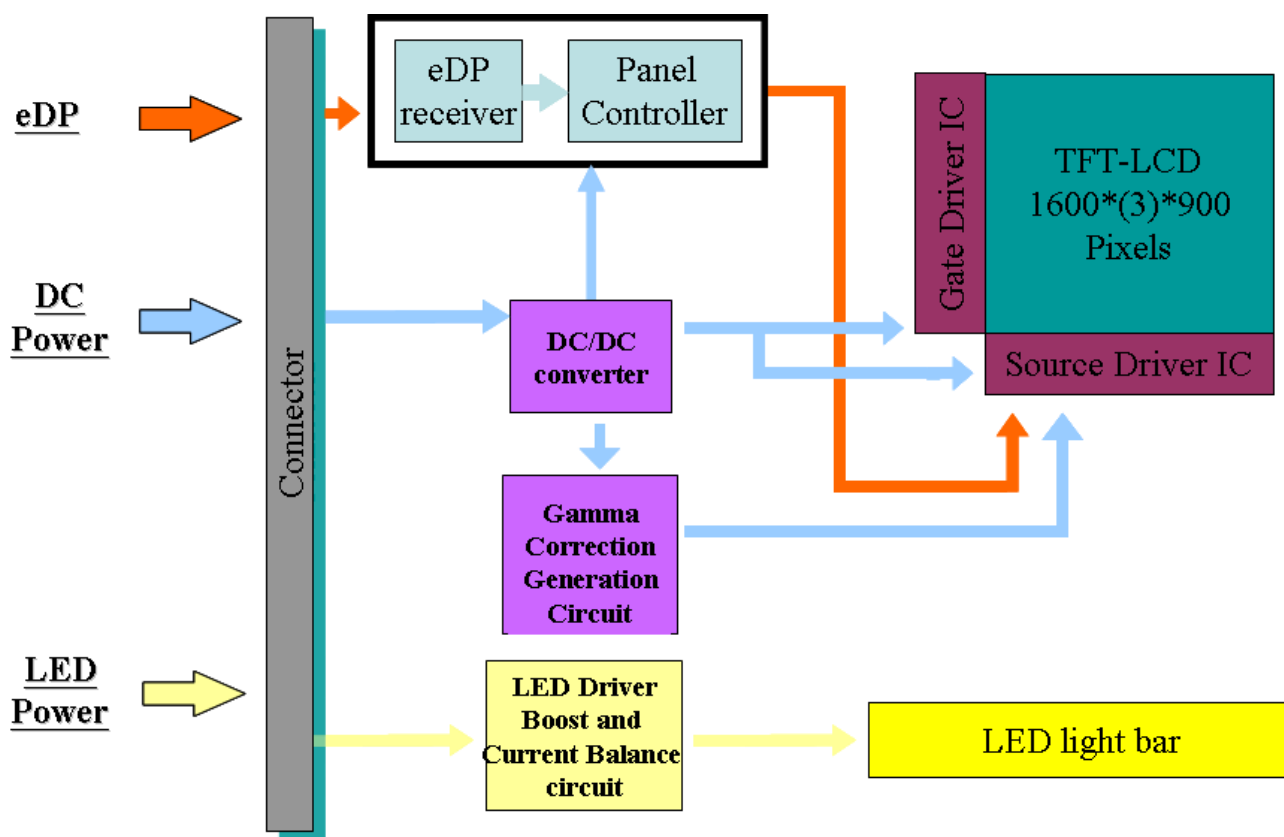 eDP
DC
Power
LED
Power
Connector
eDP
receiver
Panel
Controller
DC/DC
converter
Gamma
Correction
Generation
Circuit
LED Driver
Boost and
Current Balance
circuit
Gate Driver IC
TFT-LCD
1600*(3)*900
Pixels
Source Driver IC
LED light bar